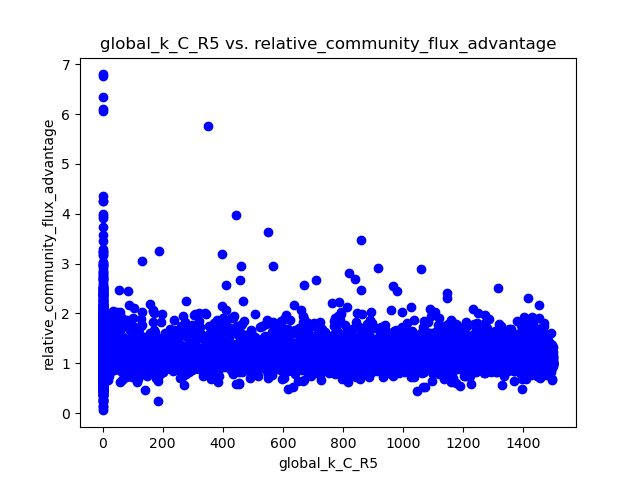 global_k_C_R5 vs. relative_community_flux_advantage
7
6
5
4
3
2
1
0
relative_community_flux_advantage
0 200 400 600 800 1000 1200 1400
global_k_C_R5